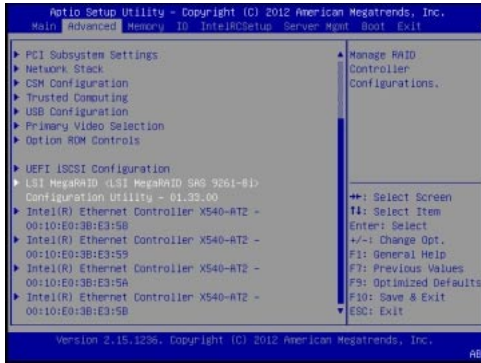 Aptio Setup Utility - Copyright (C) 2012 American Megatrends, Inc.
Main Advanced Memory IO IntelRCSetup Server Mgmt Boot Exit
PCI Subsystem Settings
Network Stack
CSM Configuration
Trusted Computing
USB Configuration
Primary Video Selection
Option ROM Controls
UEFI iSCSI Configuration
LSI MegaRAID <LSI MegaRAID SAS 9261-8i>
Configuration Utility - 01.33.00
Intel(R) Ethernet Controller X540-AT2 -
00:10:E0:3B:E3:58
Intel(R) Ethernet Controller X540-AT2 -
00:10:E0:3B:E3:59
Intel(R) Ethernet Controller X540-AT2 -
00:10:E0:3B:E3:5A
Intel(R) Ethernet Controller X540-AT2 -
00:10:E0:3B:E3:5B
Manage RAID
Controller
Configurations.
→←: Select Screen
↑↓: Select Item
Enter: Select
+/-: Change Opt.
F1: General Help
F7: Previous Values
F9: Optimized Defaults
F10: Save & Exit
ESC: Exit
Version 2.15.1236. Copyright (C) 2012 American Megatrends, Inc.
AB